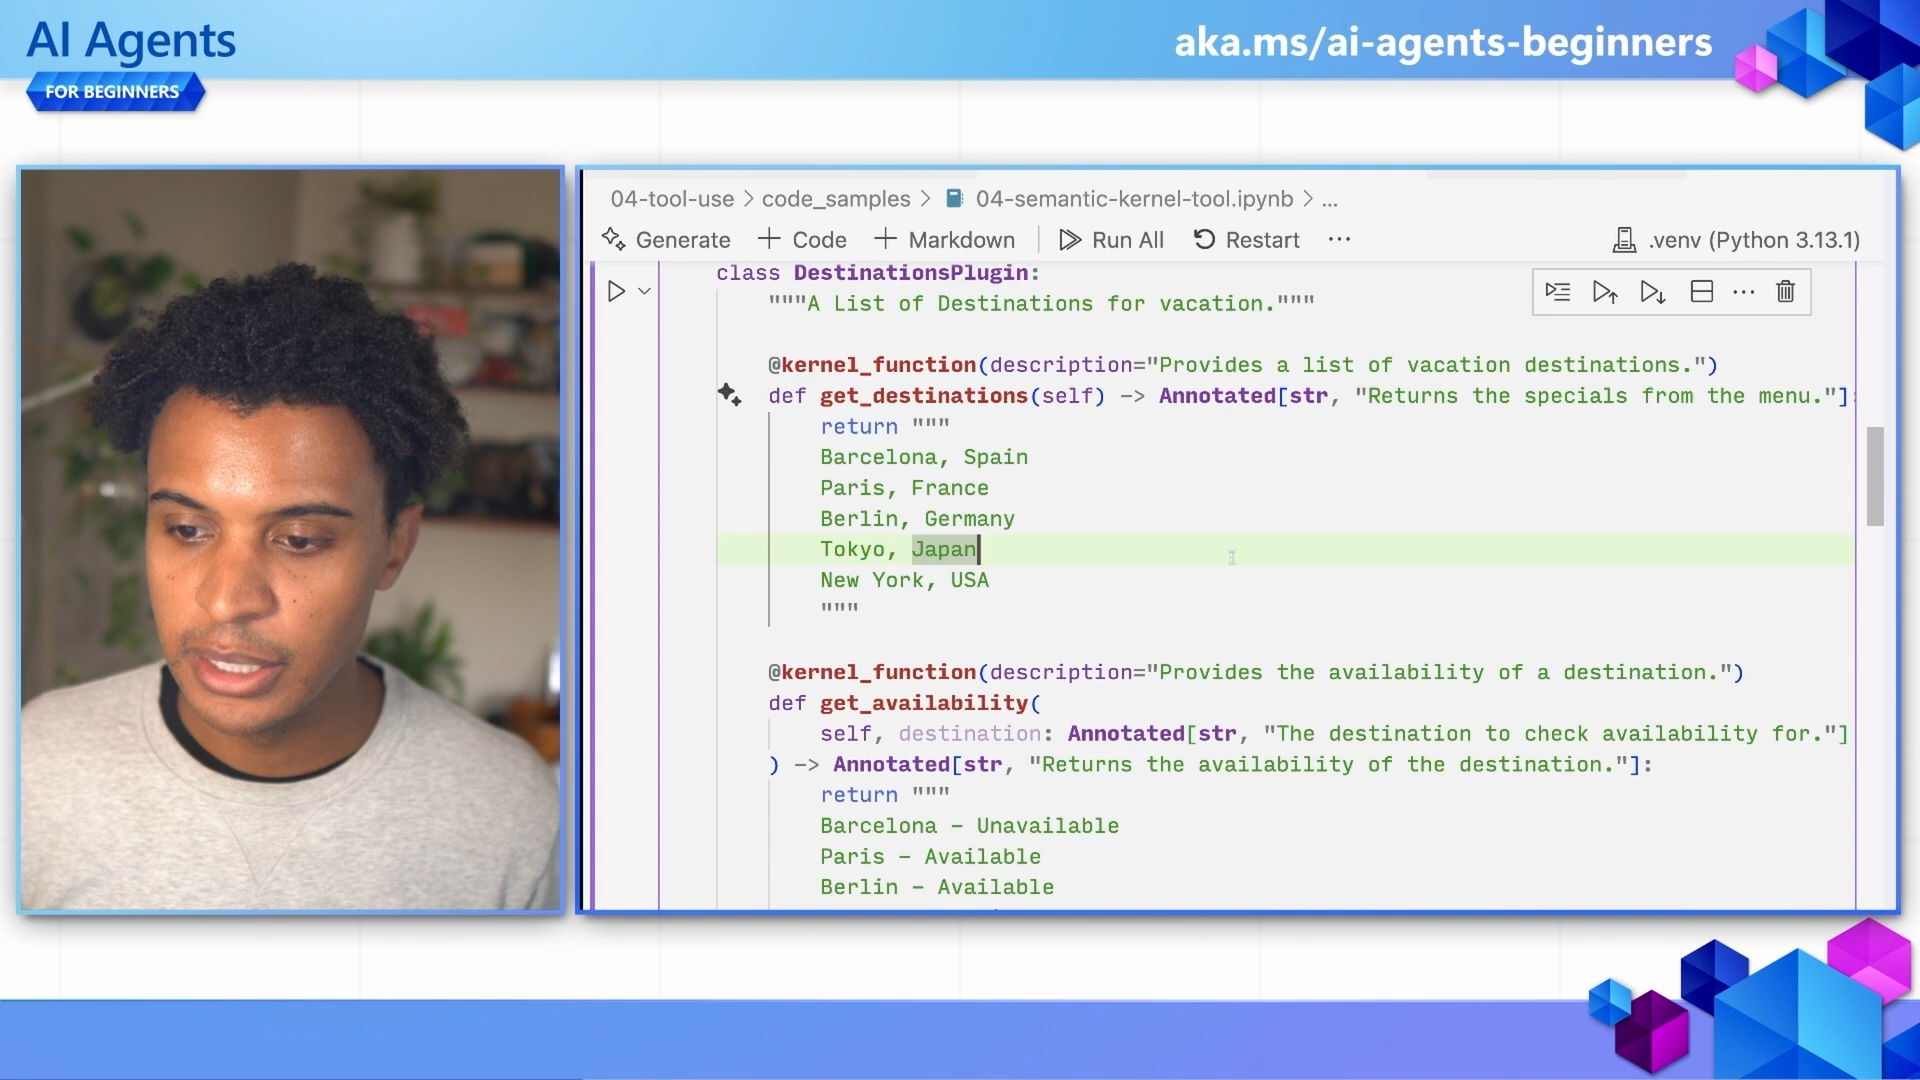 AI Agents
FOR BEGINNERS
aka.ms/ai-agents-beginners
04-tool-use > code_samples > 04-semantic-kernel-tool.ipynb > ...
Generate + Code + Markdown Run All Restart ... .venv (Python 3.13.1)
class DestinationsPlugin:
"""A List of Destinations for vacation."""
@kernel_function(description="Provides a list of vacation destinations.")
def get_destinations(self) -> Annotated[str, "Returns the specials from the menu."]:
return """
Barcelona, Spain
Paris, France
Berlin, Germany
Tokyo, Japan
New York, USA
"""
@kernel_function(description="Provides the availability of a destination.")
def get_availability(
self, destination: Annotated[str, "The destination to check availability for."]
) -> Annotated[str, "Returns the availability of the destination."]:
return """
Barcelona - Unavailable
Paris - Available
Berlin - Available